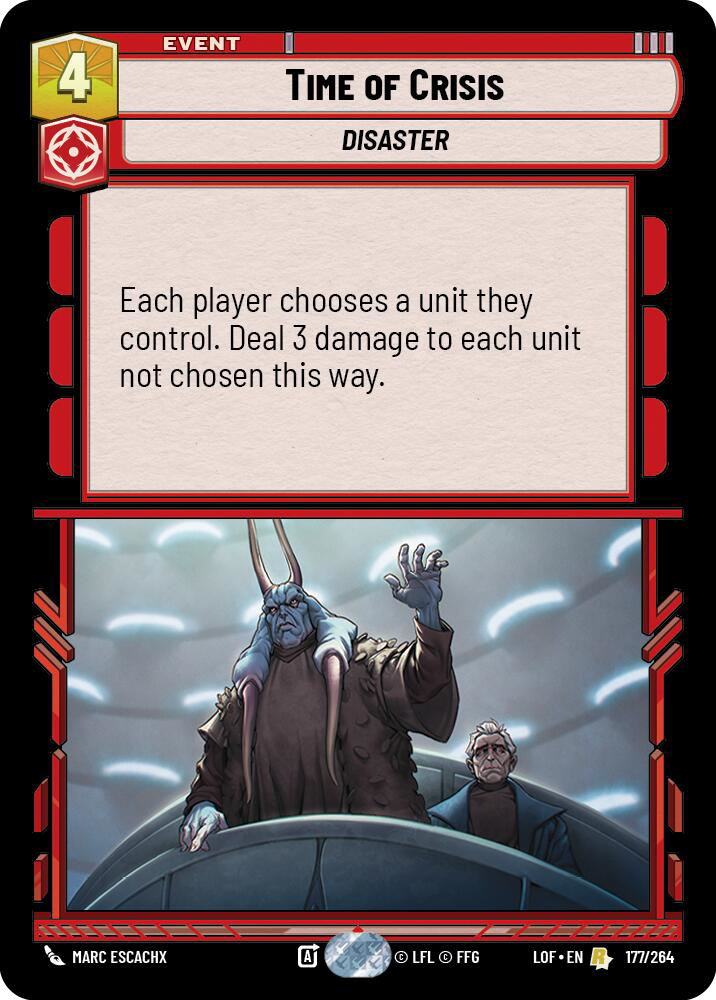 EVENT
4
TIME OF CRISIS
DISASTER
Each player chooses a unit they
control. Deal 3 damage to each unit
not chosen this way.
MARC ESCACHX
A
© LFL © FFG
LOF • EN
R
177/264